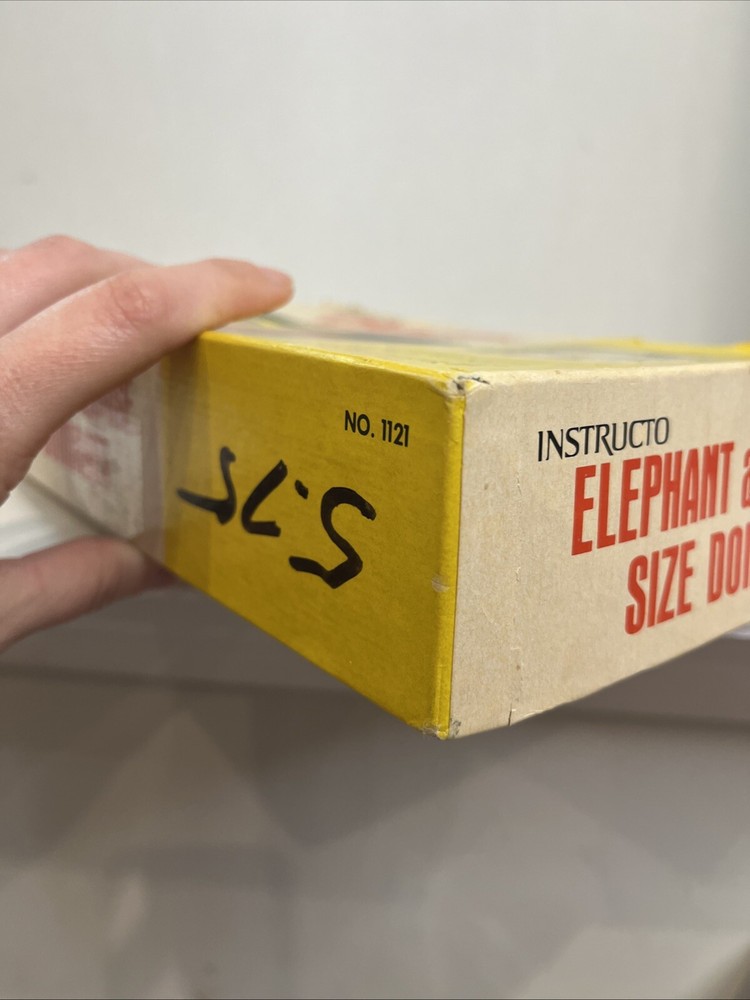 NO. 1121
5.75
INSTRUCTO
ELEPHANT
SIZE